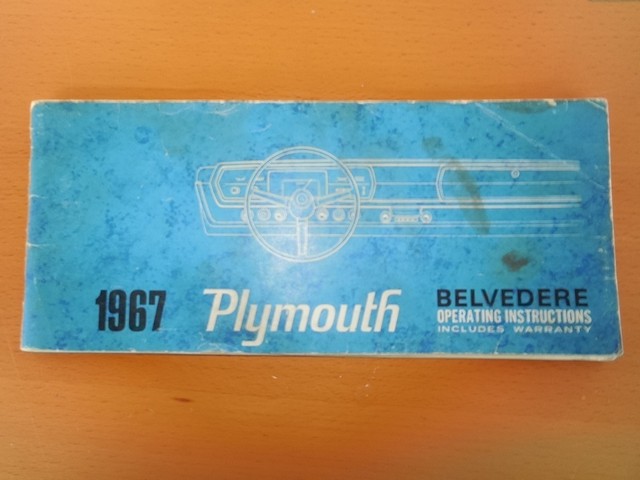 1967
Plymouth
BELVEDERE
OPERATING INSTRUCTIONS
INCLUDES WARRANTY